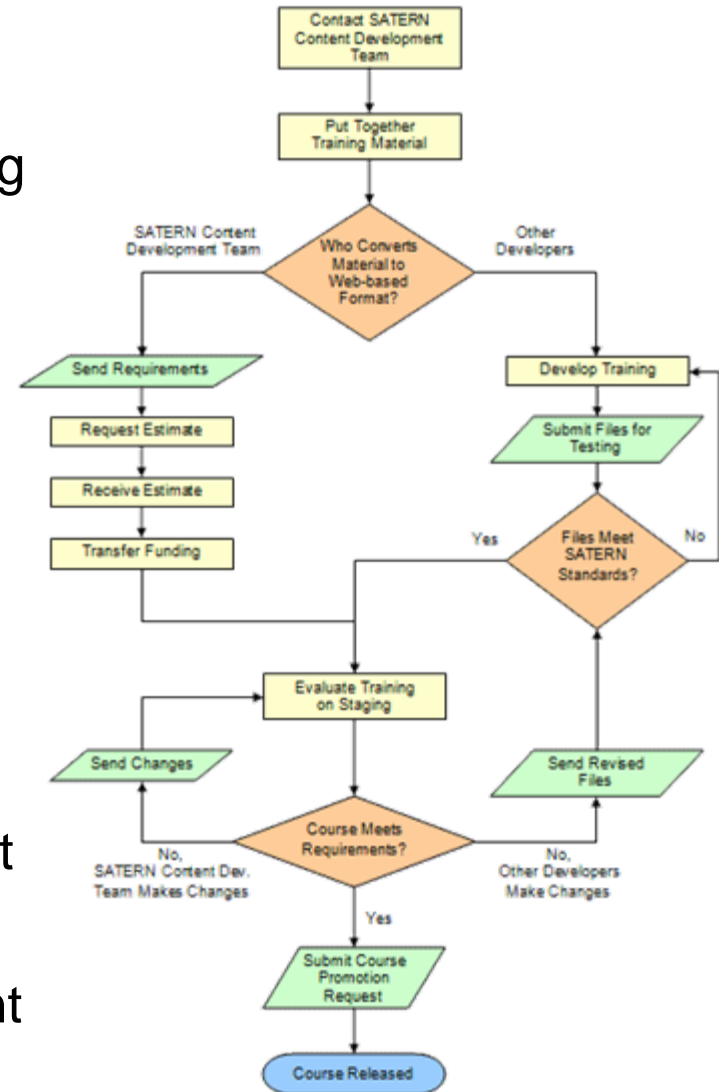 Contact SATERN
Content Development
Team
Put Together
Training Material
g
SATERN Content
Development Team
Who Converts
Material to
Web-based
Format?
Other
Developers
Send Requirements
Develop Training
Request Estimate
Submit Files for
Testing
Receive Estimate
Transfer Funding
Yes
Files Meet
SATERN
Standards?
No
Evaluate Training
on Staging
Send Changes
Send Revised
Files
Course Meets
Requirements?
t
No,
SATERN Content Dev.
Team Makes Changes
No,
Other Developers
Make Changes
Yes
Submit Course
Promotion
Request
nt
Course Released